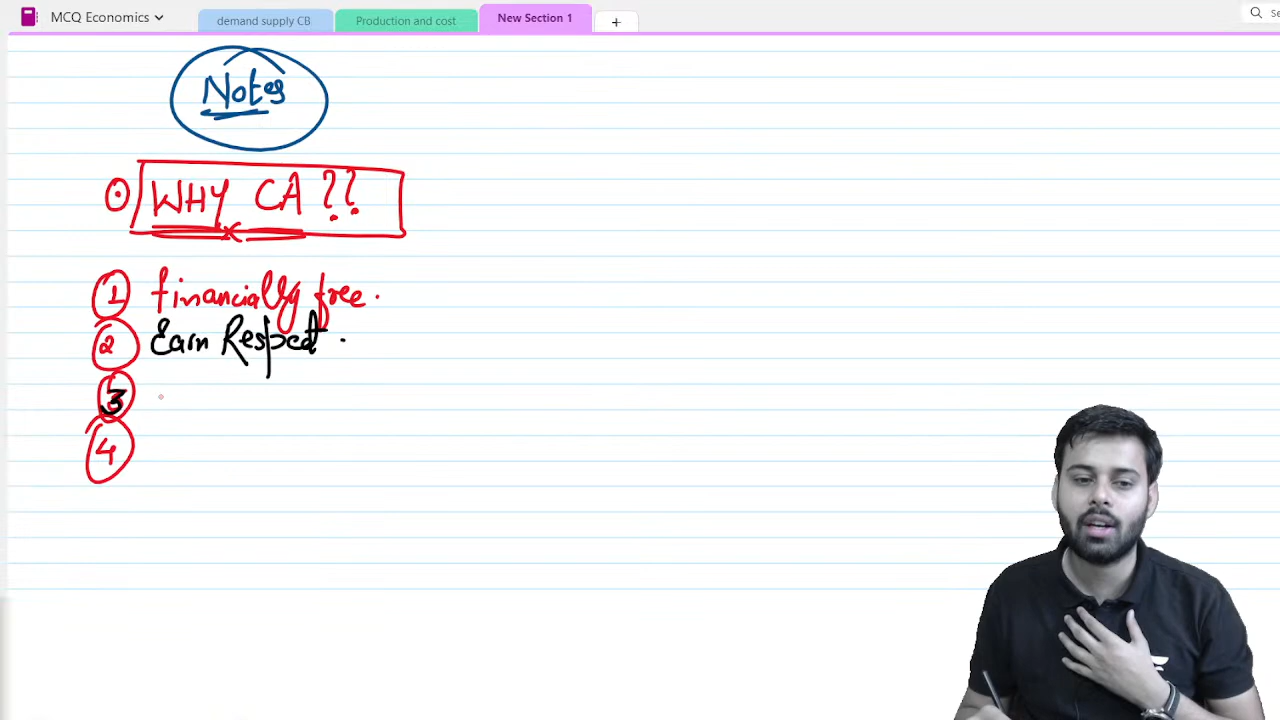 MCQ Economics
demand supply CB
Production and cost
New Section 1
+
Se
Notes
WHY CA ??
1 financially free.
2 Earn Respect.
3
4